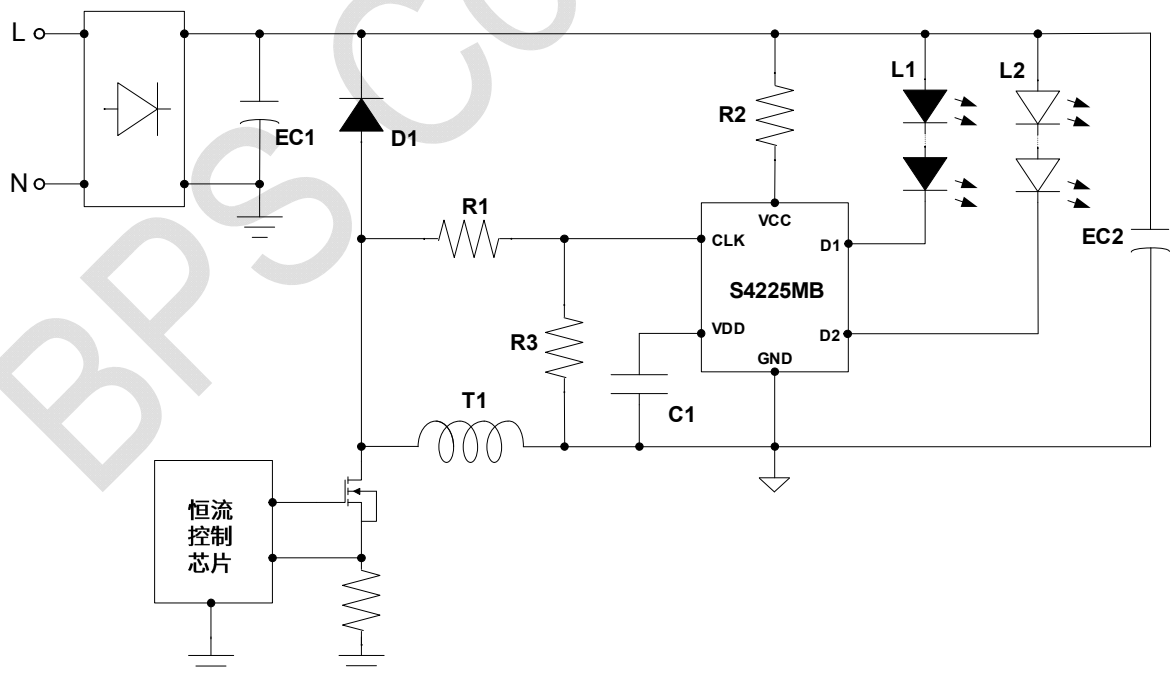 L
N
EC1
D1
R2
L1
L2
EC2
R1
R3
T1
C1
VCC
CLK
D1
S4225MB
VDD
D2
GND
恒流
控制
芯片
BPS Co